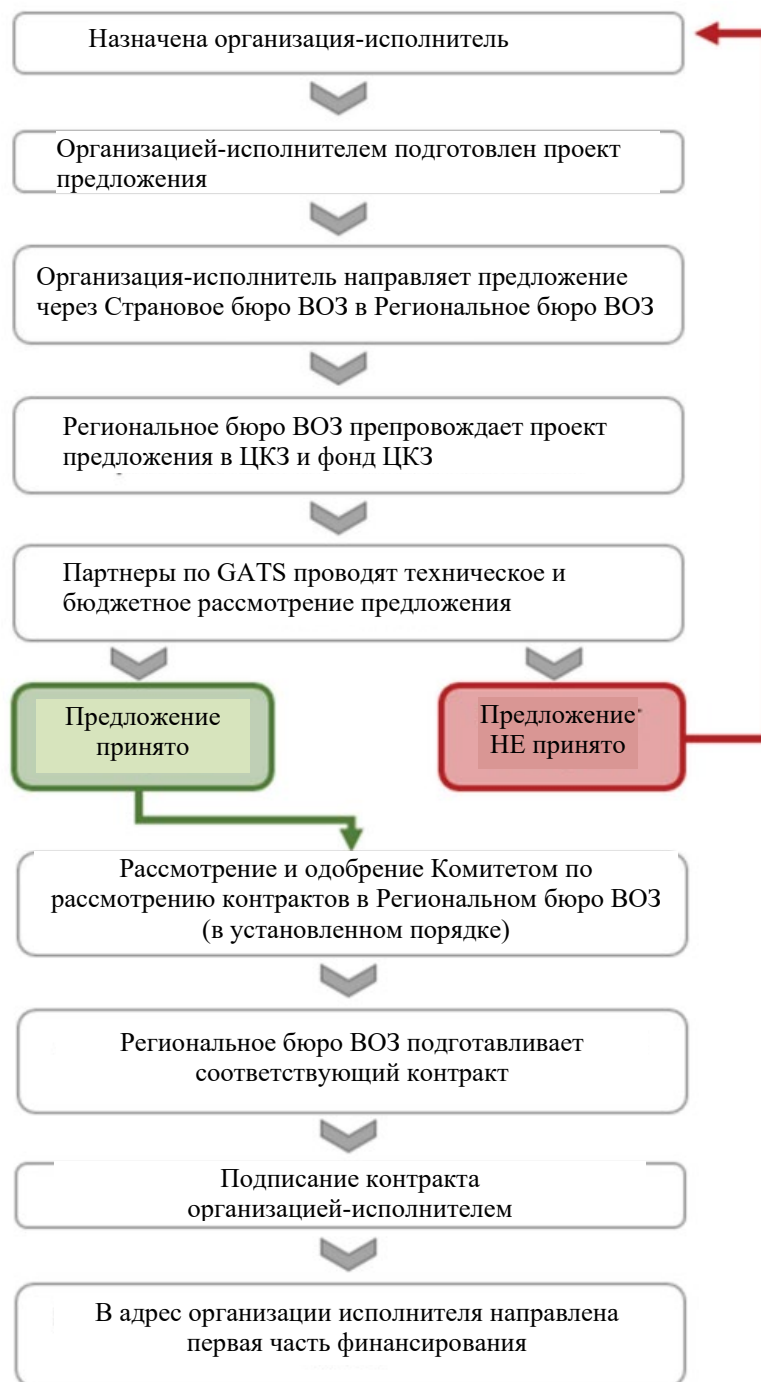 Назначена организация-исполнитель
Организацией-исполнителем подготовлен проект
предложения
Организация-исполнитель направляет предложение
через Страновое бюро ВОЗ в Региональное бюро ВОЗ
Региональное бюро ВОЗ препровождает проект
предложения в ЦКЗ и фонд ЦКЗ
Партнеры по GATS проводят техническое и
бюджетное рассмотрение предложения
Предложение
принято
Предложение
НЕ принято
Рассмотрение и одобрение Комитетом по
рассмотрению контрактов в Региональном бюро ВОЗ
(в установленном порядке)
Региональное бюро ВОЗ подготавливает
соответствующий контракт
Подписание контракта
организацией-исполнителем
В адрес организации исполнителя направлена
первая часть финансирования